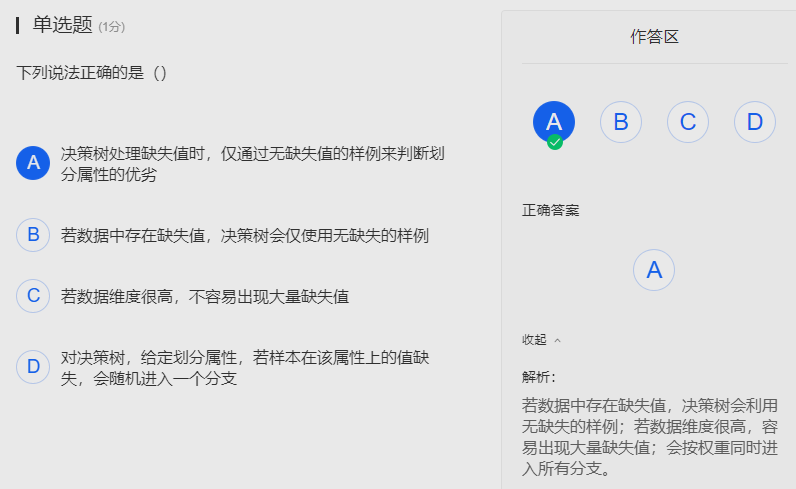 单选题 (1分)
下列说法正确的是（）
A 决策树处理缺失值时，仅通过无缺失值的样例来判断划
分属性的优劣
B 若数据中存在缺失值，决策树会仅使用无缺失的样例
C 若数据维度很高，不容易出现大量缺失值
D 对决策树，给定划分属性，若样本在该属性上的值缺
失，会随机进入一个分支
作答区
A B C D
正确答案
A
收起
解析：
若数据中存在缺失值，决策树会利用
无缺失的样例；若数据维度很高，容
易出现大量缺失值；会按权重同时进
入所有分支。